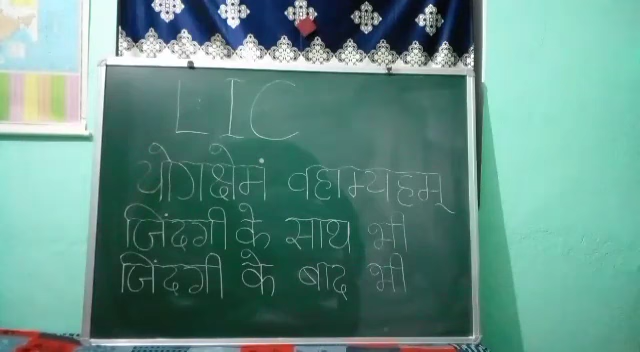 LIC
योगक्षेमं वहाम्यहम्
जिंदगी के साथ भी
जिंदगी के बाद भी